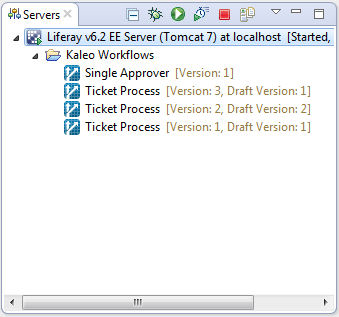 Servers
Liferay v6.2 EE Server (Tomcat 7) at localhost [Started,
Kaleo Workflows
Single Approver [Version: 1]
Ticket Process [Version: 3, Draft Version: 1]
Ticket Process [Version: 2, Draft Version: 2]
Ticket Process [Version: 1, Draft Version: 1]